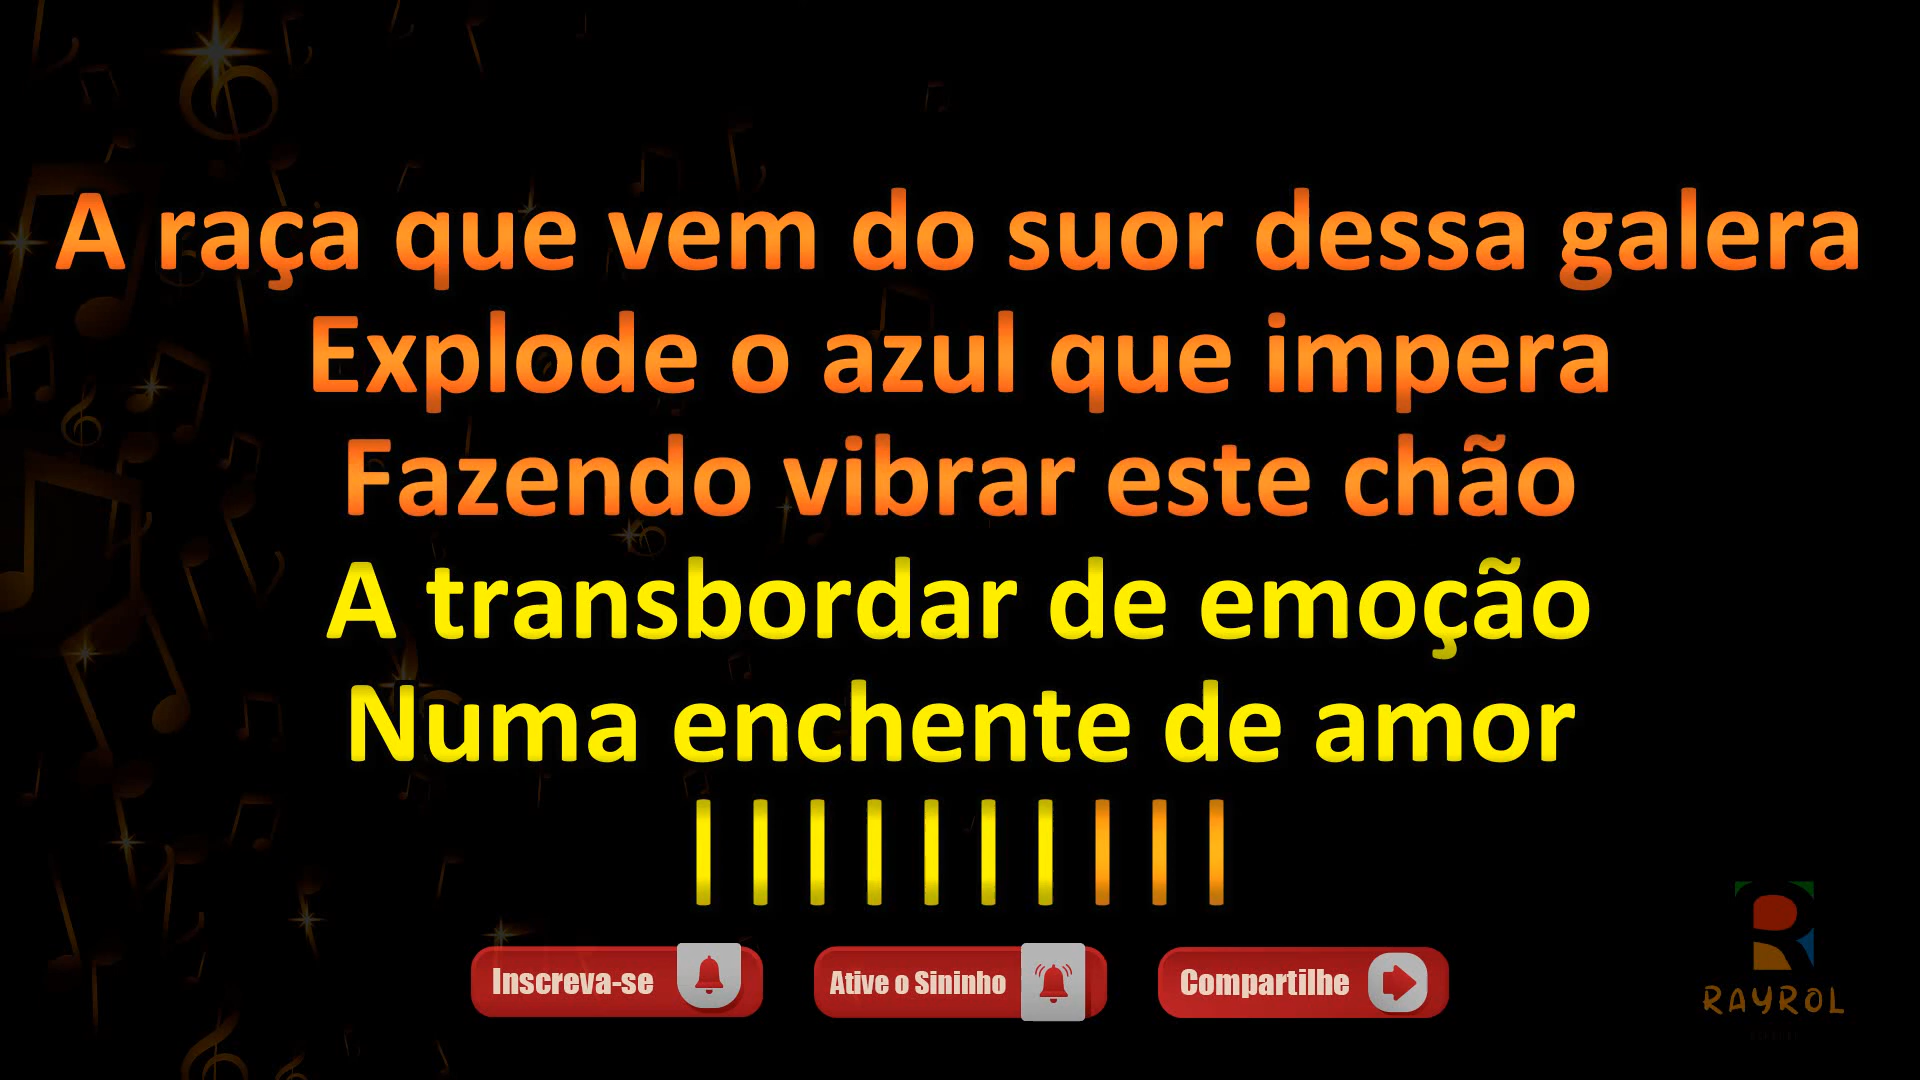 A raça que vem do suor dessa galera
Explode o azul que impera
Fazendo vibrar este chão
A transbordar de emoção
Numa enchente de amor
| | | | | | | | | |
Inscreva-se
Ative o Sininho
Compartilhe
RAYROL